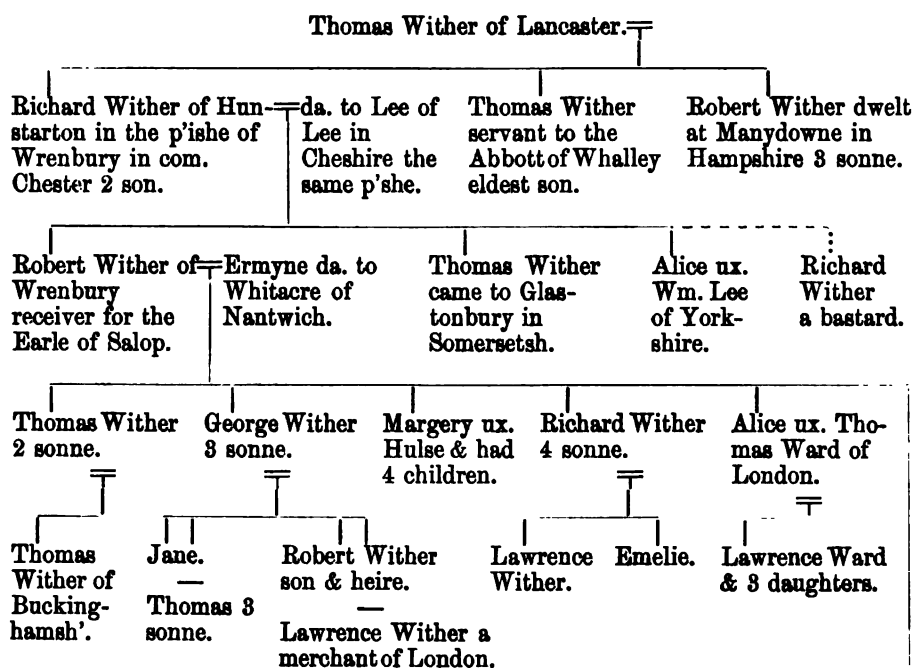 Thomas Wither of Lancaster.
Richard Wither of Hun-
starton in the p'ishe of
Wrenbury in com.
Chester 2 son.
da. to Lee of
Lee in
Cheshire the
same p'she.
Thomas Wither
servant to the
Abbott of Whalley
eldest son.
Robert Wither dwelt
at Manydowne in
Hampshire 3 sonne.
Robert Wither of
Wrenbury
receiver for the
Earle of Salop.
Ermyne da. to
Whitacre of
Nantwich.
Thomas Wither
came to Glas-
tonbury in
Somersetsh.
Alice ux.
Wm. Lee
of York-
shire.
Richard
Wither
a bastard.
Thomas Wither
2 sonne.
George Wither
3 sonne.
Margery ux.
Hulse & had
4 children.
Richard Wither
4 sonne.
Alice ux. Tho-
mas Ward of
London.
Thomas
Wither of
Bucking-
hamsh'.
Jane.
Thomas 3
sonne.
Robert Wither
son & heire.
Lawrence Wither a
merchant of London.
Lawrence
Wither.
Emelie.
Lawrence Ward
& 3 daughters.